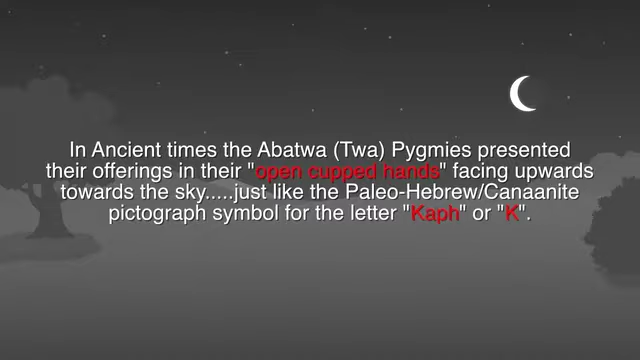 In Ancient times the Abatwa (Twa) Pygmies presented
their offerings in their "open cupped hands" facing upwards
towards the sky.....just like the Paleo-Hebrew/Canaanite
pictograph symbol for the letter "Kaph" or "K".